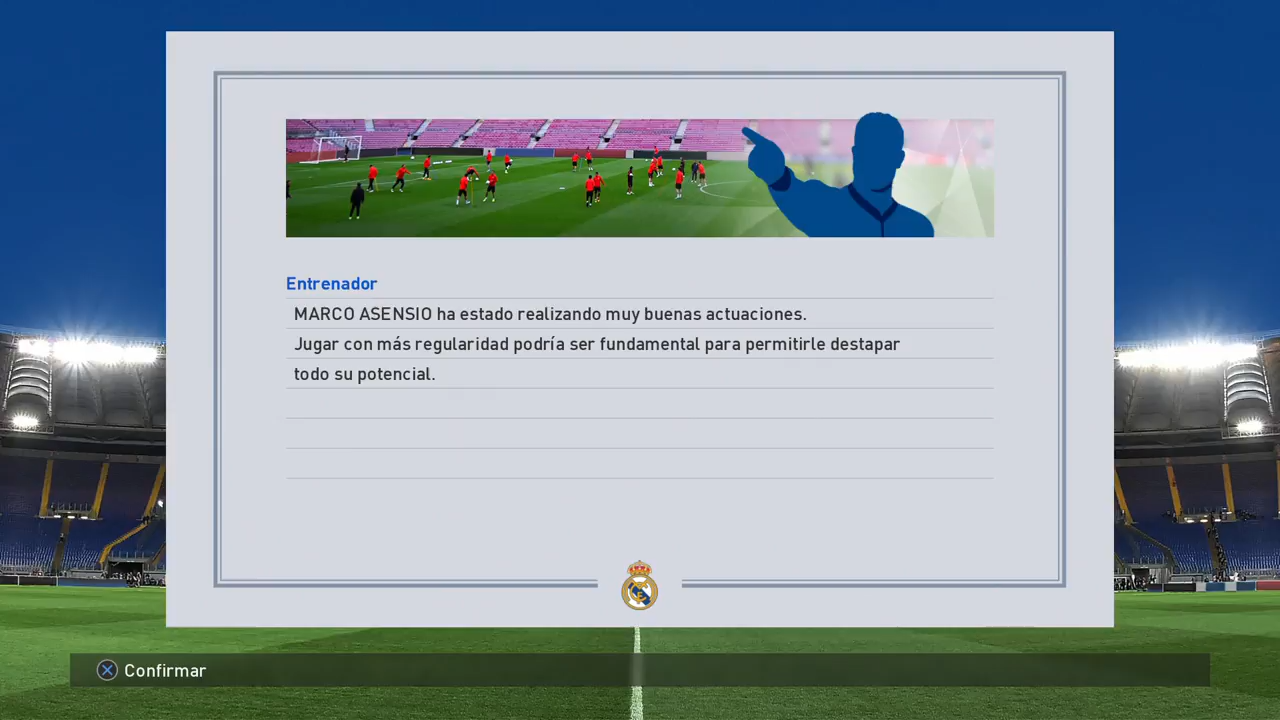 Entrenador
MARCO ASENSIO ha estado realizando muy buenas actuaciones.
Jugar con más regularidad podría ser fundamental para permitirle destapar
todo su potencial.
Confirmar